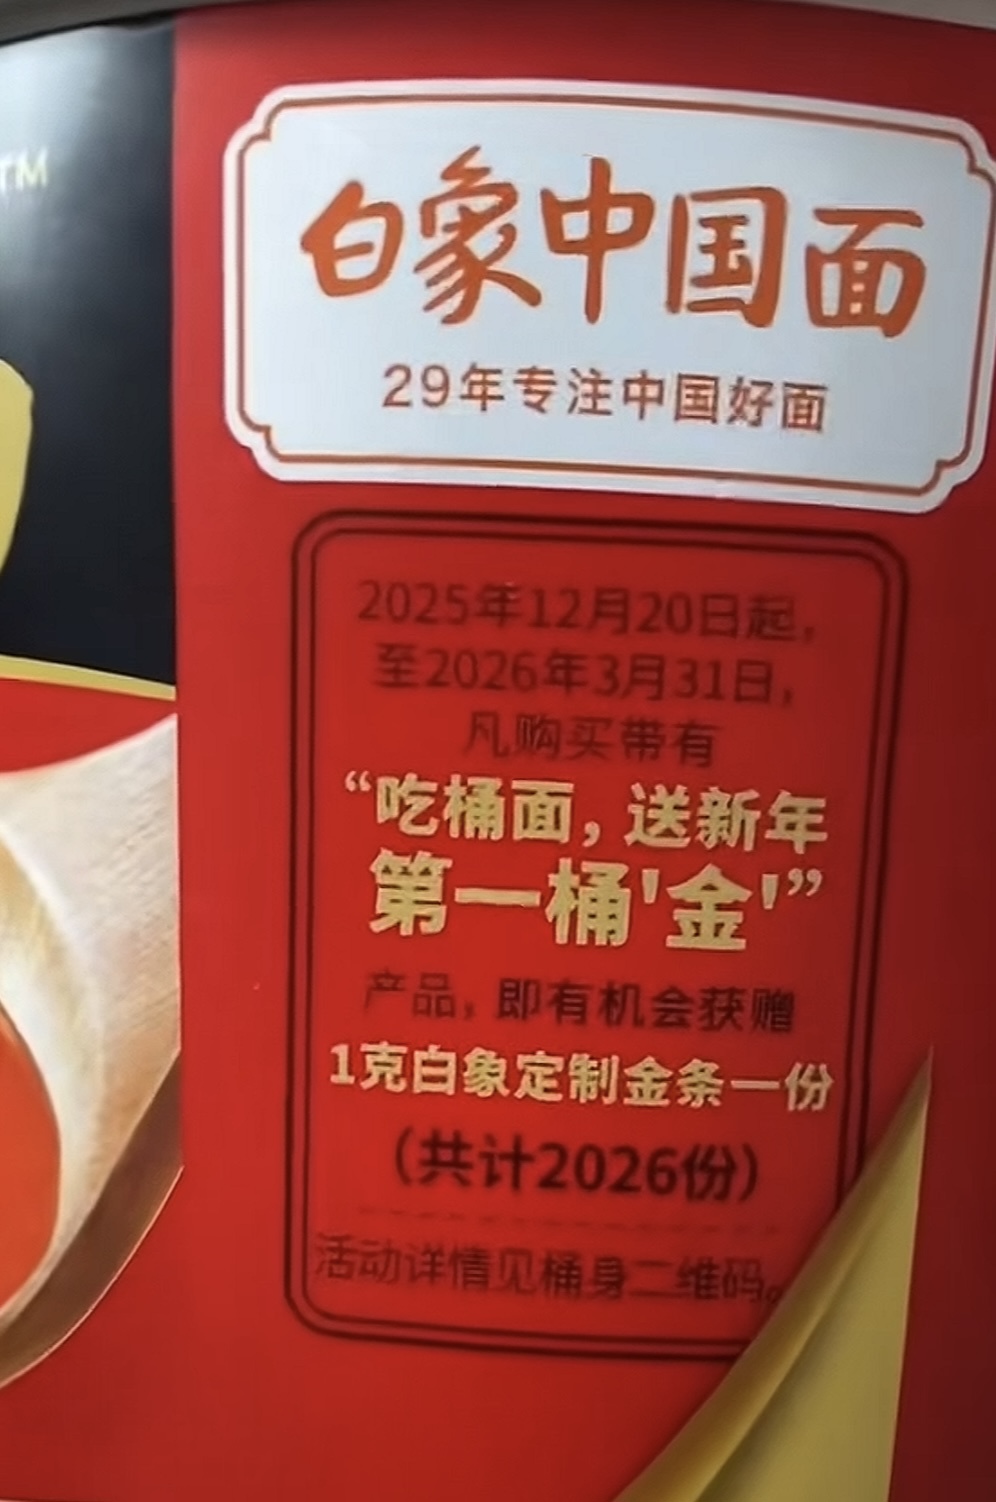 TM
白象中国面
29年专注中国好面
2025年12月20日起，
至2026年3月31日，
凡购买带有
“吃桶面，送新年
第一桶'金'”
产品，即有机会获赠
1克白象定制金条一份
（共计2026份）
活动详情见桶身二维码。